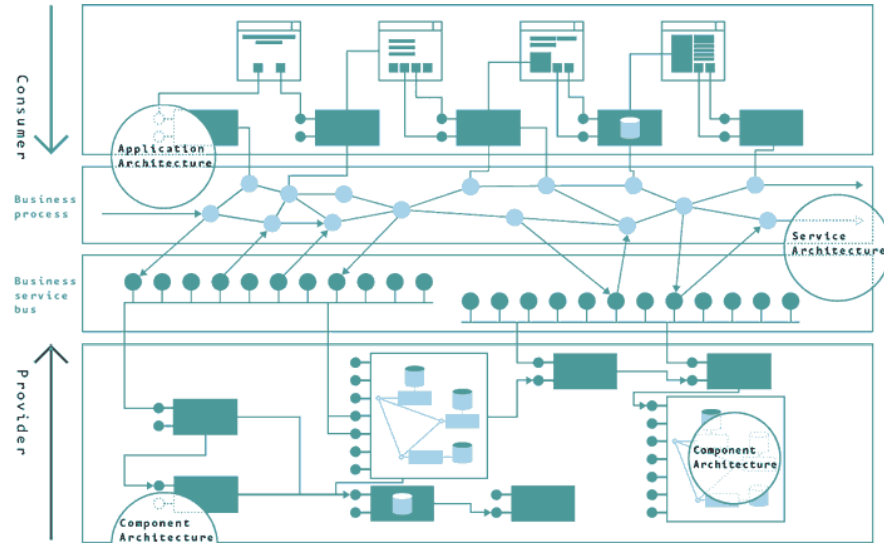 Consumer
Application
Architecture
Business
process
Service
Architecture
Business
service
bus
Provider
Component
Architecture
Component
Architecture